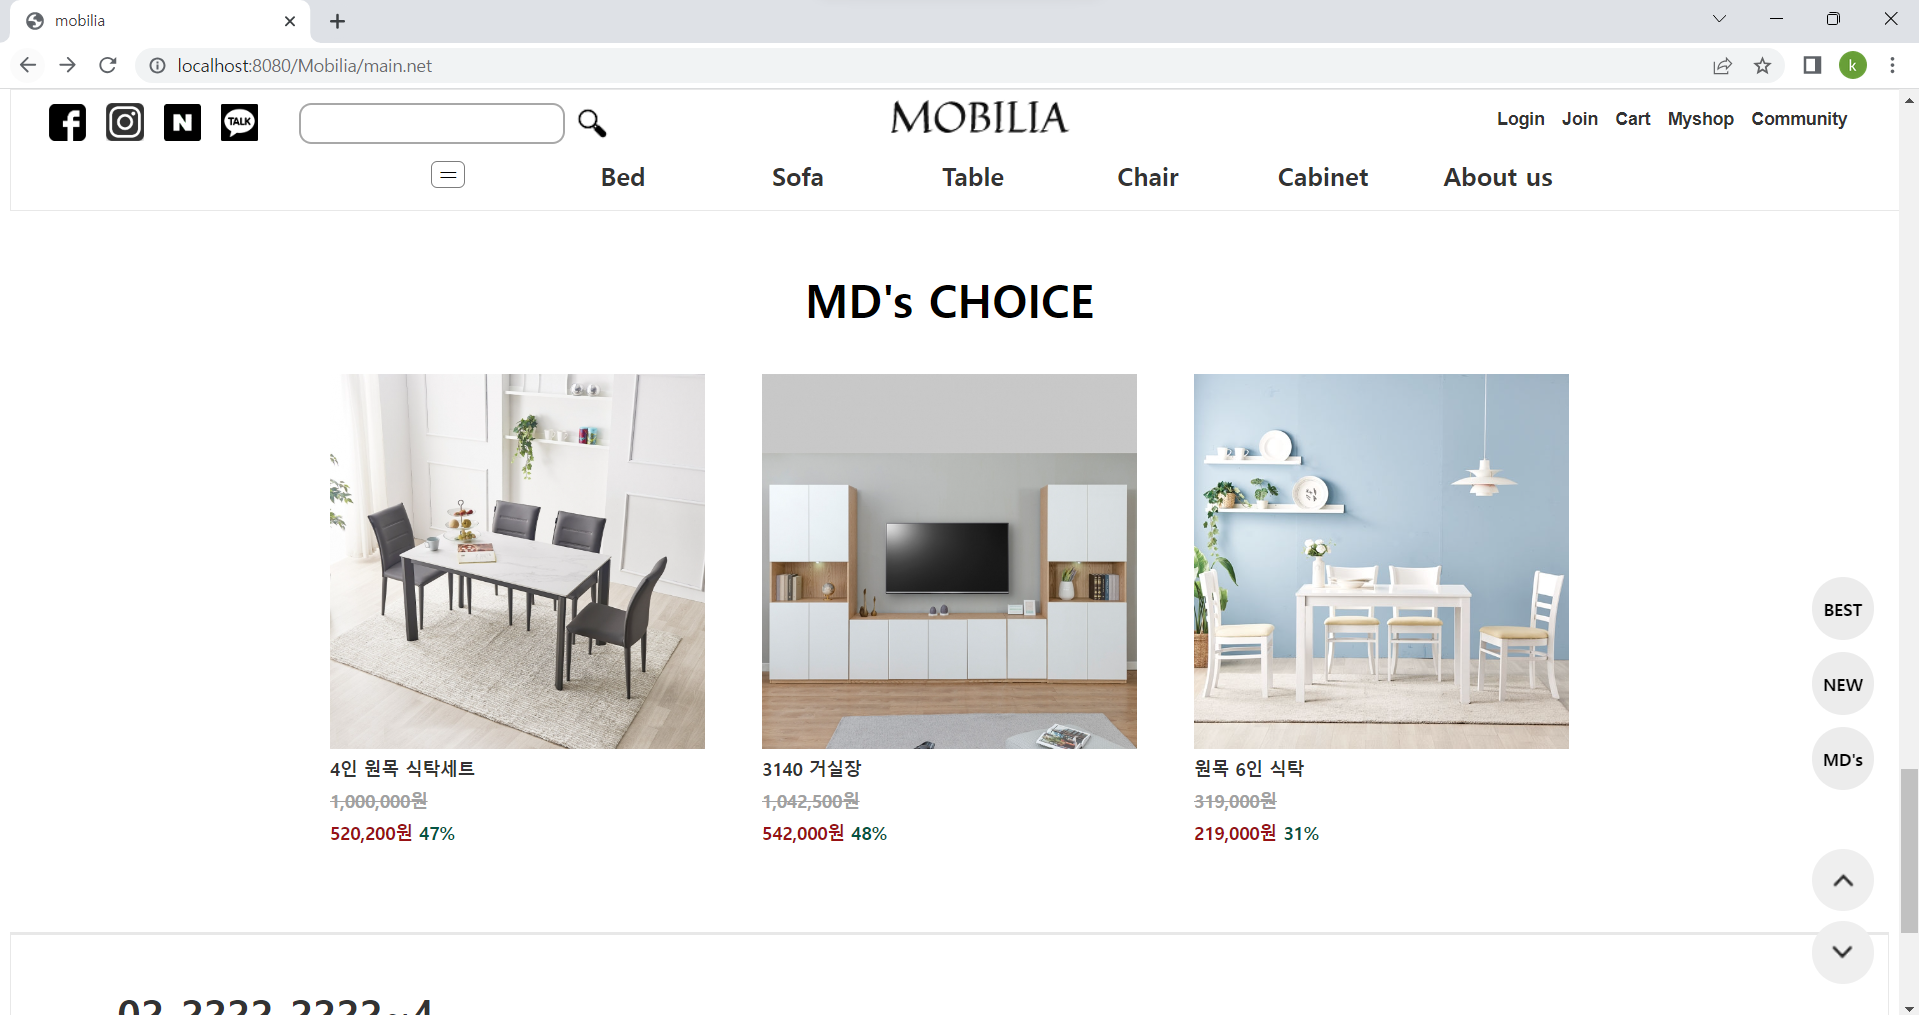 mobilia
localhost:8080/Mobilia/main.net
k
N
TALK
MOBILIA
Login Join Cart Myshop Community
Bed Sofa Table Chair Cabinet About us
MD's CHOICE
4인 원목 식탁세트
1,000,000원
520,200원 47%
3140 거실장
1,042,500원
542,000원 48%
원목 6인 식탁
319,000원
219,000원 31%
BEST
NEW
MD's
02-2222-2222~4